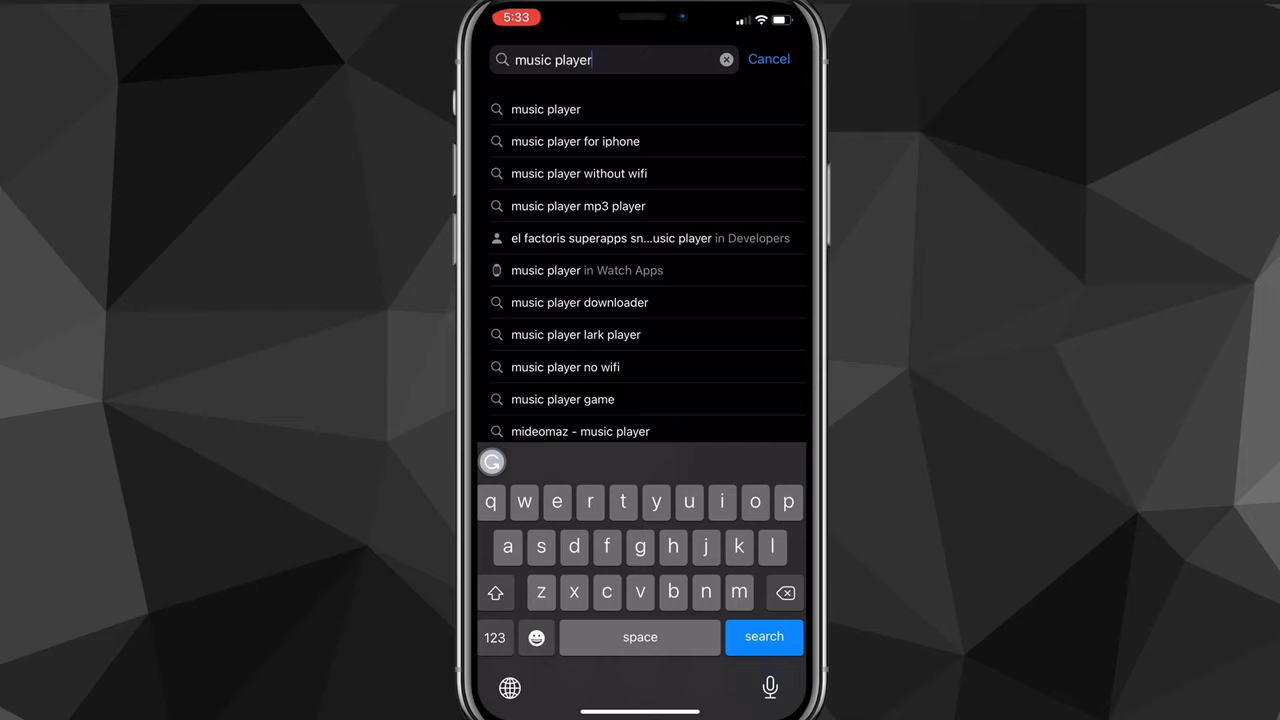 5:33
music player
Cancel
music player
music player for iphone
music player without wifi
music player mp3 player
el factoris superapps sn...usic player in Developers
music player in Watch Apps
music player downloader
music player lark player
music player no wifi
music player game
mideomaz - music player
q w e r t y u i o p
a s d f g h j k l
z x c v b n m
123
space
search